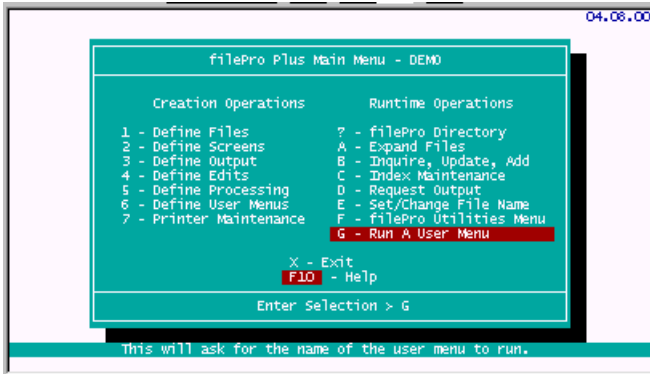 04.08.00
filePro Plus Main Menu - DEMO
Creation Operations
1 - Define Files
2 - Define Screens
3 - Define Output
4 - Define Edits
5 - Define Processing
6 - Define User Menus
7 - Printer Maintenance
Runtime Operations
? - filePro Directory
A - Expand Files
B - Inquire, Update, Add
C - Index Maintenance
D - Request Output
E - Set/Change File Name
F - filePro Utilities Menu
G - Run A User Menu
X - Exit
F10 - Help
Enter Selection > G
This will ask for the name of the user menu to run.